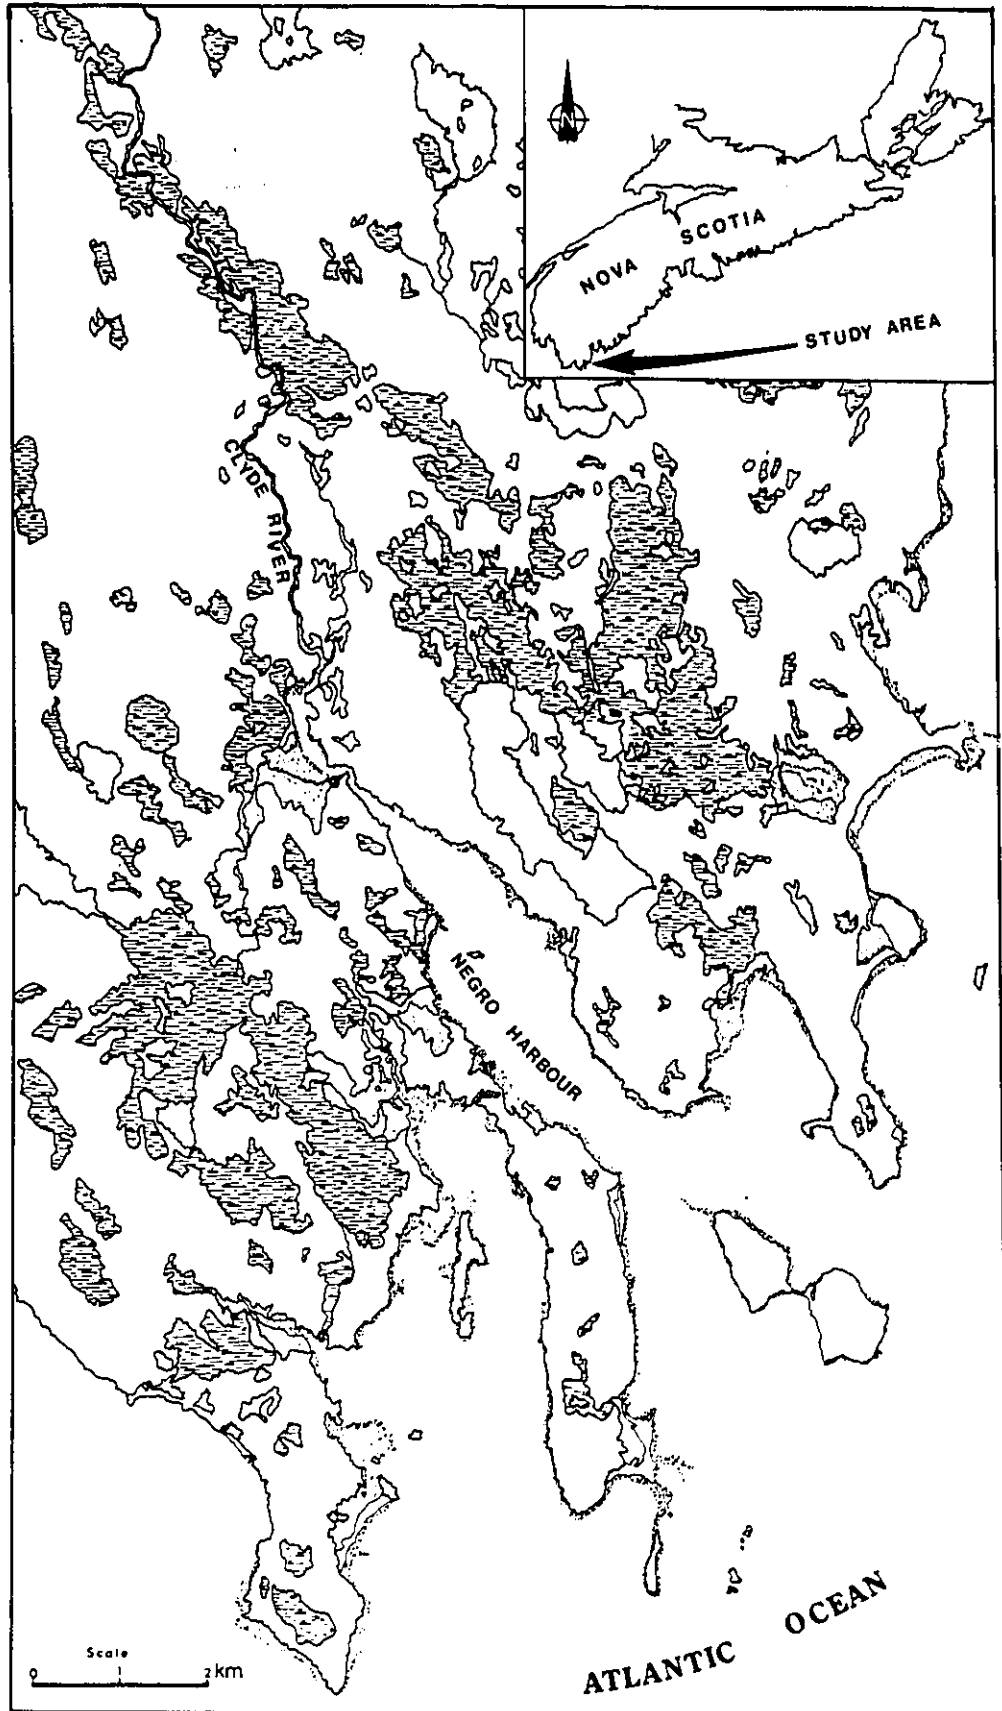 N
NOVA SCOTIA
STUDY AREA
CLYDE RIVER
NEGRO HARBOUR
ATLANTIC OCEAN
Scale
0 1 2 km